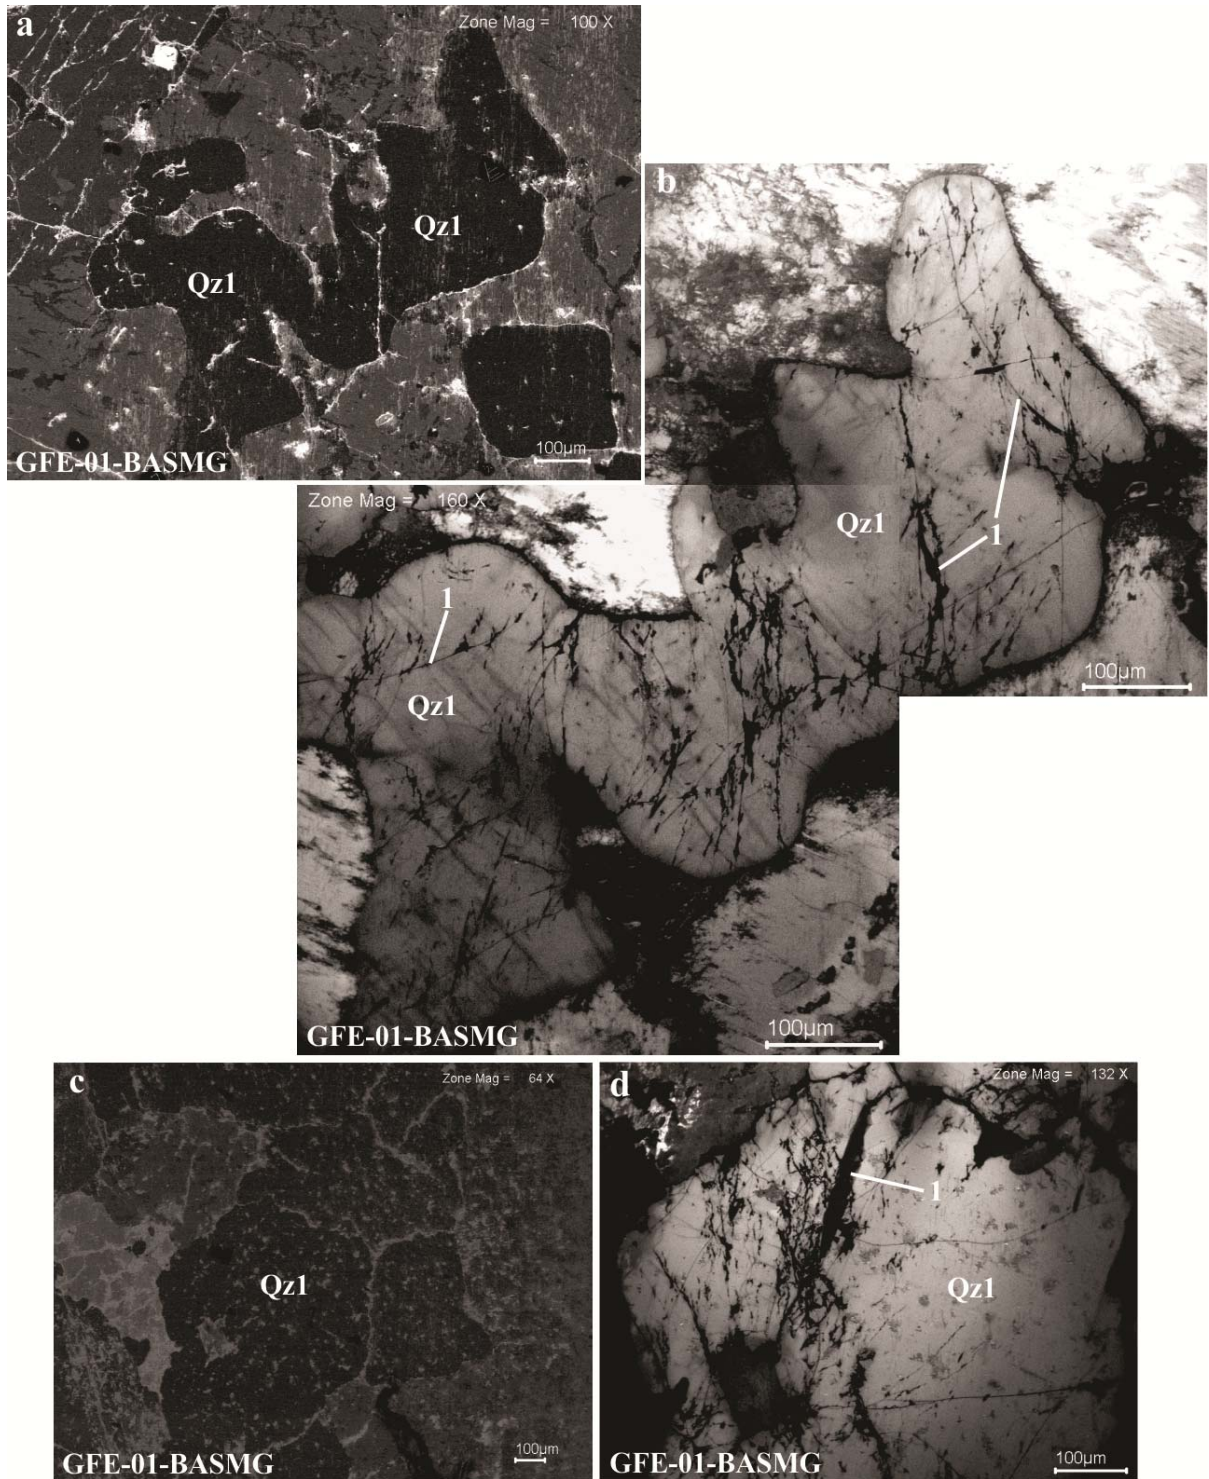 a
Zone Mag = 100 X
Qz1
Qz1
100µm
GFE-01-BASMG
b
1
Qz1
1
100µm
Zone Mag = 160 X
1
Qz1
100µm
GFE-01-BASMG
c
Zone Mag = 64 X
Qz1
100µm
GFE-01-BASMG
d
Zone Mag = 132 X
1
Qz1
100µm
GFE-01-BASMG